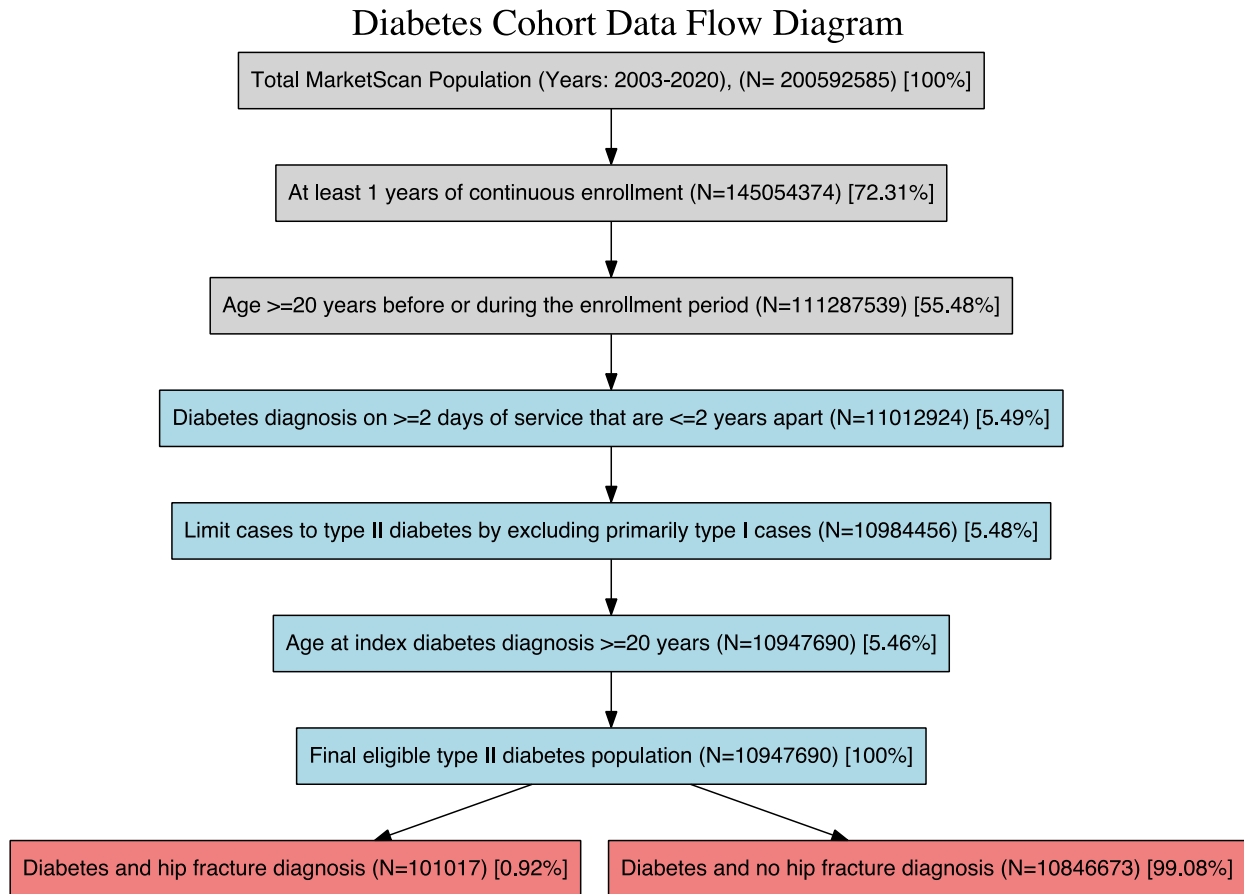 Diabetes Cohort Data Flow Diagram
Total MarketScan Population (Years: 2003-2020), (N= 200592585) [100%]
At least 1 years of continuous enrollment (N=145054374) [72.31%]
Age >=20 years before or during the enrollment period (N=111287539) [55.48%]
Diabetes diagnosis on >=2 days of service that are <=2 years apart (N=11012924) [5.49%]
Limit cases to type II diabetes by excluding primarily type I cases (N=10984456) [5.48%]
Age at index diabetes diagnosis >=20 years (N=10947690) [5.46%]
Final eligible type II diabetes population (N=10947690) [100%]
Diabetes and hip fracture diagnosis (N=101017) [0.92%]
Diabetes and no hip fracture diagnosis (N=10846673) [99.08%]